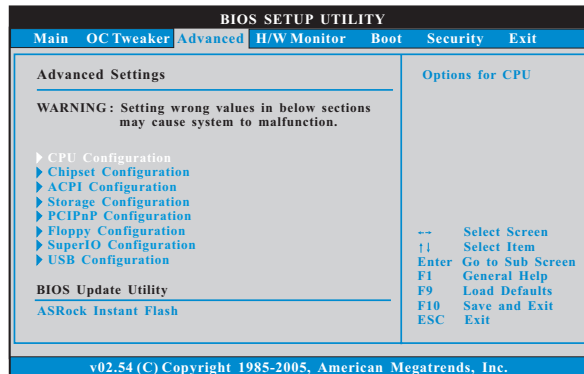 BIOS SETUP UTILITY
Main OC Tweaker Advanced H/W Monitor Boot Security Exit
Advanced Settings
WARNING : Setting wrong values in below sections
may cause system to malfunction.
CPU Configuration
Chipset Configuration
ACPI Configuration
Storage Configuration
PCIPnP Configuration
Floppy Configuration
SuperIO Configuration
USB Configuration
BIOS Update Utility
ASRock Instant Flash
Options for CPU
←→ Select Screen
↑↓ Select Item
Enter Go to Sub Screen
F1 General Help
F9 Load Defaults
F10 Save and Exit
ESC Exit
v02.54 (C) Copyright 1985-2005, American Megatrends, Inc.